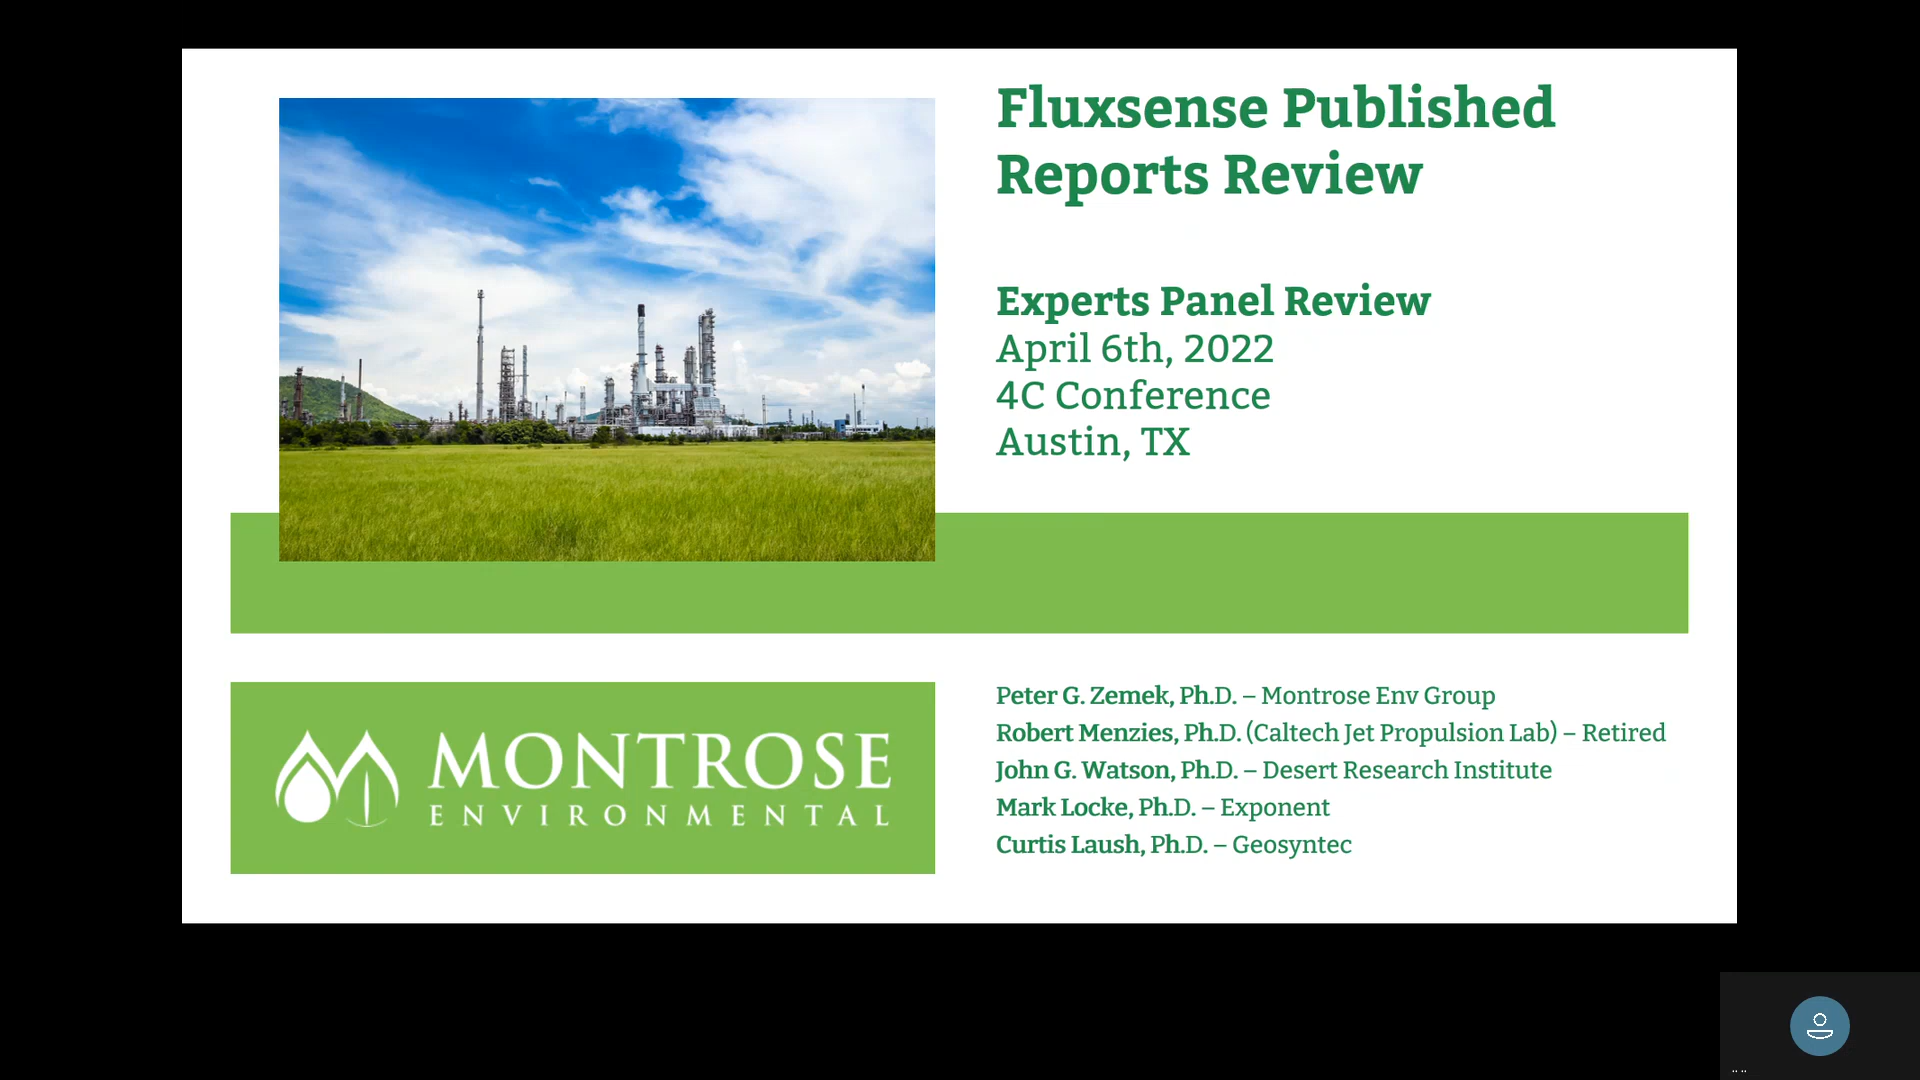 Fluxsense Published
Reports Review
Experts Panel Review
April 6th, 2022
4C Conference
Austin, TX
MONTROSE
ENVIRONMENTAL
Peter G. Zemek, Ph.D. – Montrose Env Group
Robert Menzies, Ph.D. (Caltech Jet Propulsion Lab) – Retired
John G. Watson, Ph.D. – Desert Research Institute
Mark Locke, Ph.D. – Exponent
Curtis Laush, Ph.D. – Geosyntec